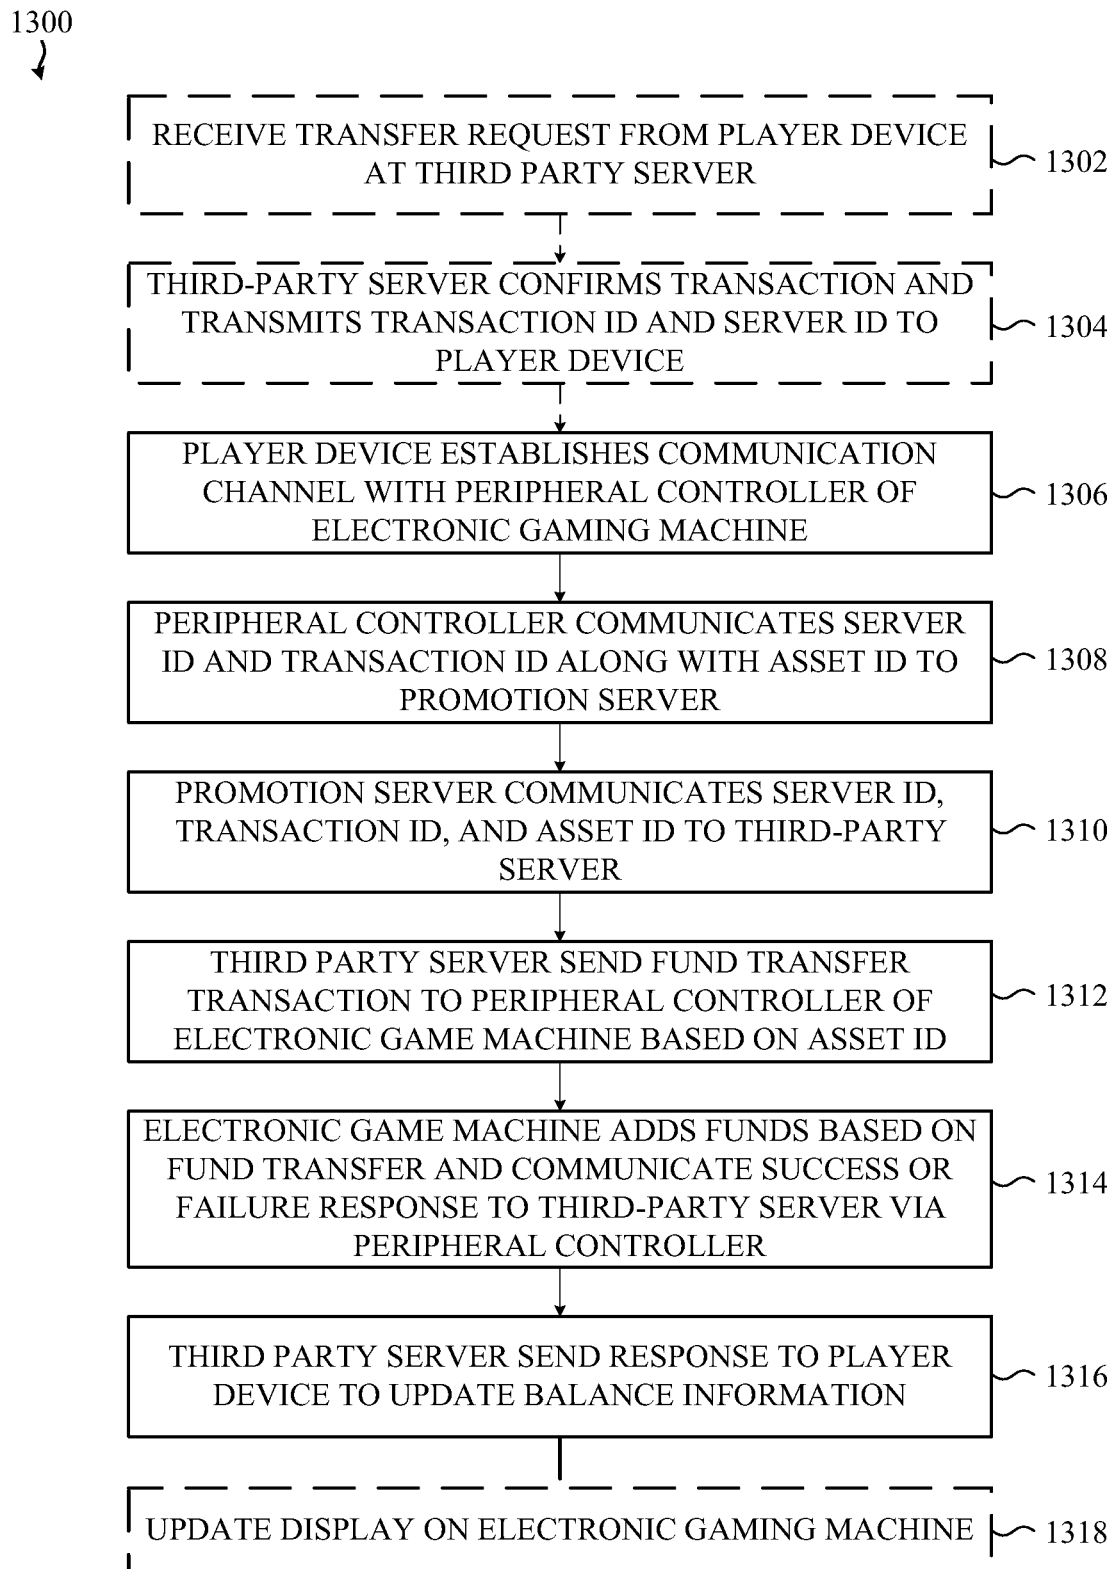 1300
RECEIVE TRANSFER REQUEST FROM PLAYER DEVICE
AT THIRD PARTY SERVER
1302
THIRD-PARTY SERVER CONFIRMS TRANSACTION AND
TRANSMITS TRANSACTION ID AND SERVER ID TO
PLAYER DEVICE
1304
PLAYER DEVICE ESTABLISHES COMMUNICATION
CHANNEL WITH PERIPHERAL CONTROLLER OF
ELECTRONIC GAMING MACHINE
1306
PERIPHERAL CONTROLLER COMMUNICATES SERVER
ID AND TRANSACTION ID ALONG WITH ASSET ID TO
PROMOTION SERVER
1308
PROMOTION SERVER COMMUNICATES SERVER ID,
TRANSACTION ID, AND ASSET ID TO THIRD-PARTY
SERVER
1310
THIRD PARTY SERVER SEND FUND TRANSFER
TRANSACTION TO PERIPHERAL CONTROLLER OF
ELECTRONIC GAME MACHINE BASED ON ASSET ID
1312
ELECTRONIC GAME MACHINE ADDS FUNDS BASED ON
FUND TRANSFER AND COMMUNICATE SUCCESS OR
FAILURE RESPONSE TO THIRD-PARTY SERVER VIA
PERIPHERAL CONTROLLER
1314
THIRD PARTY SERVER SEND RESPONSE TO PLAYER
DEVICE TO UPDATE BALANCE INFORMATION
1316
UPDATE DISPLAY ON ELECTRONIC GAMING MACHINE
1318